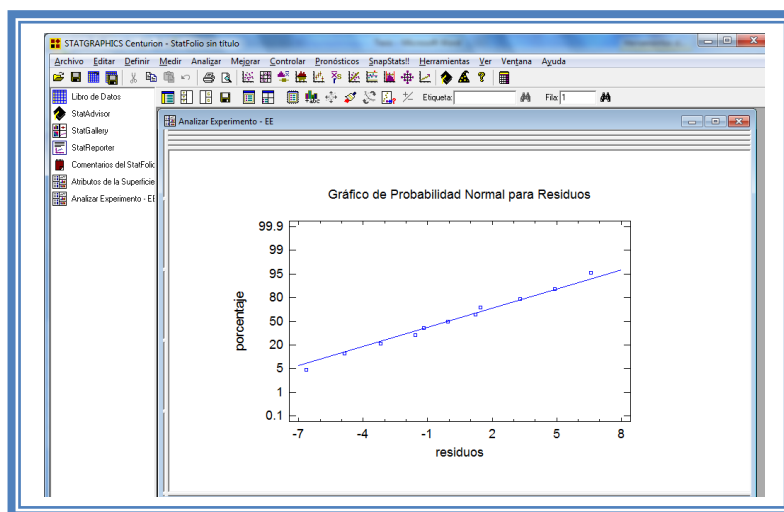 STATGRAPHICS Centurion - StatFolio sin título
Archivo Editar Definir Medir Analizar Mejorar Controlar Pronósticos SnapStats!! Herramientas Ver Ventana Ayuda
Etiqueta: Fila: 1
Libro de Datos
StatAdvisor
StatGallery
StatReporter
Comentarios del StatFolio
Atributos de la Superficie
Analizar Experimento - EE
Analizar Experimento - EE
Gráfico de Probabilidad Normal para Residuos
99.9
99
95
80
50
20
5
1
0.1
porcentaje
-7 -4 -1 2 5 8
residuos